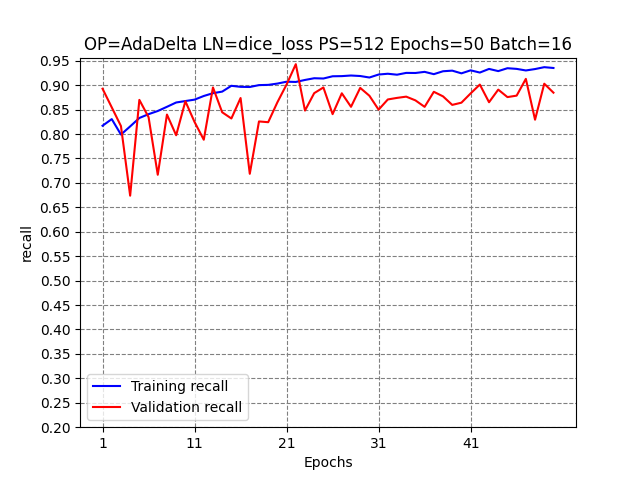 OP=AdaDelta LN=dice_loss PS=512 Epochs=50 Batch=16
0.95
0.90
0.85
0.80
0.75
0.70
0.65
0.60
0.55
0.50
0.45
0.40
0.35
0.30
0.25
0.20
recall
Training recall
Validation recall
1 11 21 31 41
Epochs